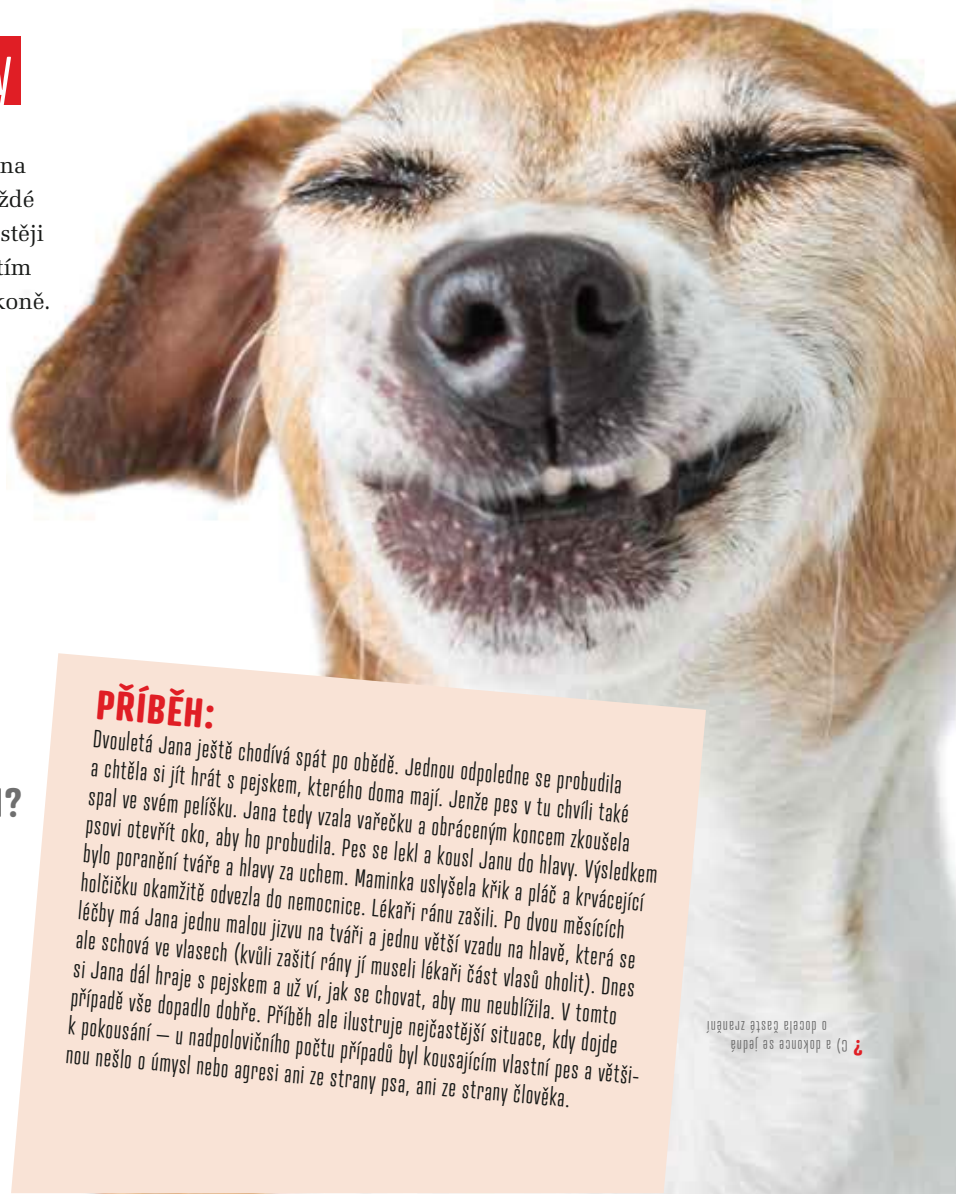 y
na
ždé
stěji
tím
koně.
PŘÍBĚH:
Dvouletá Jana ještě chodívá spát po obědě. Jednou odpoledne se probudila
a chtěla si jít hrát s pejskem, kterého doma mají. Jenže pes v tu chvíli také
spal ve svém pelíšku. Jana tedy vzala vařečku a obráceným koncem zkoušela
psovi otevřít oko, aby ho probudila. Pes se lekl a kousl Janu do hlavy. Výsledkem
bylo poranění tváře a hlavy za uchem. Maminka uslyšela křik a pláč a krvácející
holčičku okamžitě odvezla do nemocnice. Lékaři ránu zašili. Po dvou měsících
léčby má Jana jednu malou jizvu na tváři a jednu větší vzadu na hlavě, která se
ale schová ve vlasech (kvůli zašití rány jí museli lékaři část vlasů oholit). Dnes
si Jana dál hraje s pejskem a už ví, jak se chovat, aby mu neublížila. V tomto
případě vše dopadlo dobře. Příběh ale ilustruje nejčastější situace, kdy dojde
k pokousání – u nadpolovičního počtu případů byl kousajícím vlastní pes a větši-
nou nešlo o úmysl nebo agresi ani ze strany psa, ani ze strany člověka.
?
? C) a dokonce se jedná
o docela časté zranění